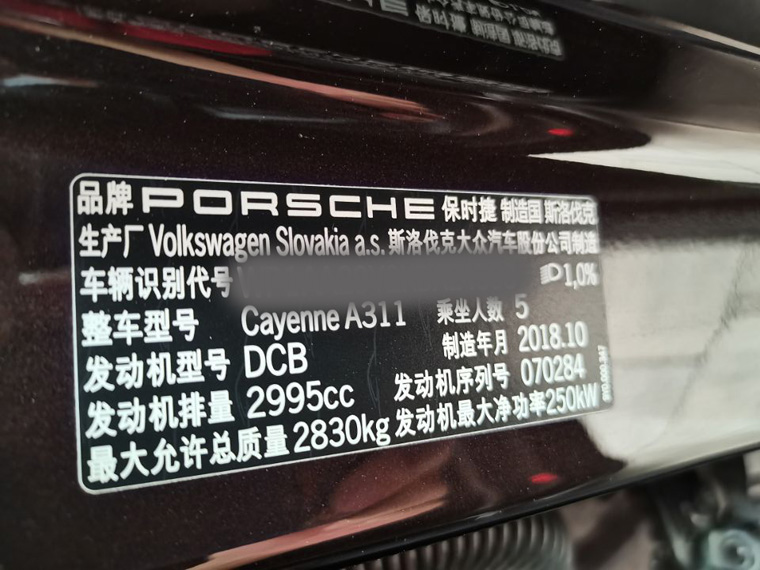 品牌 PORSCHE 保时捷 制造国 斯洛伐克
生产厂 Volkswagen Slovakia a.s. 斯洛伐克大众汽车股份公司制造
车辆识别代号 1,0%
整车型号 Cayenne A311 乘坐人数 5
发动机型号 DCB 制造年月 2018.10
发动机排量 2995cc 发动机序列号 070284
最大允许总质量 2830kg 发动机最大净功率 250kW